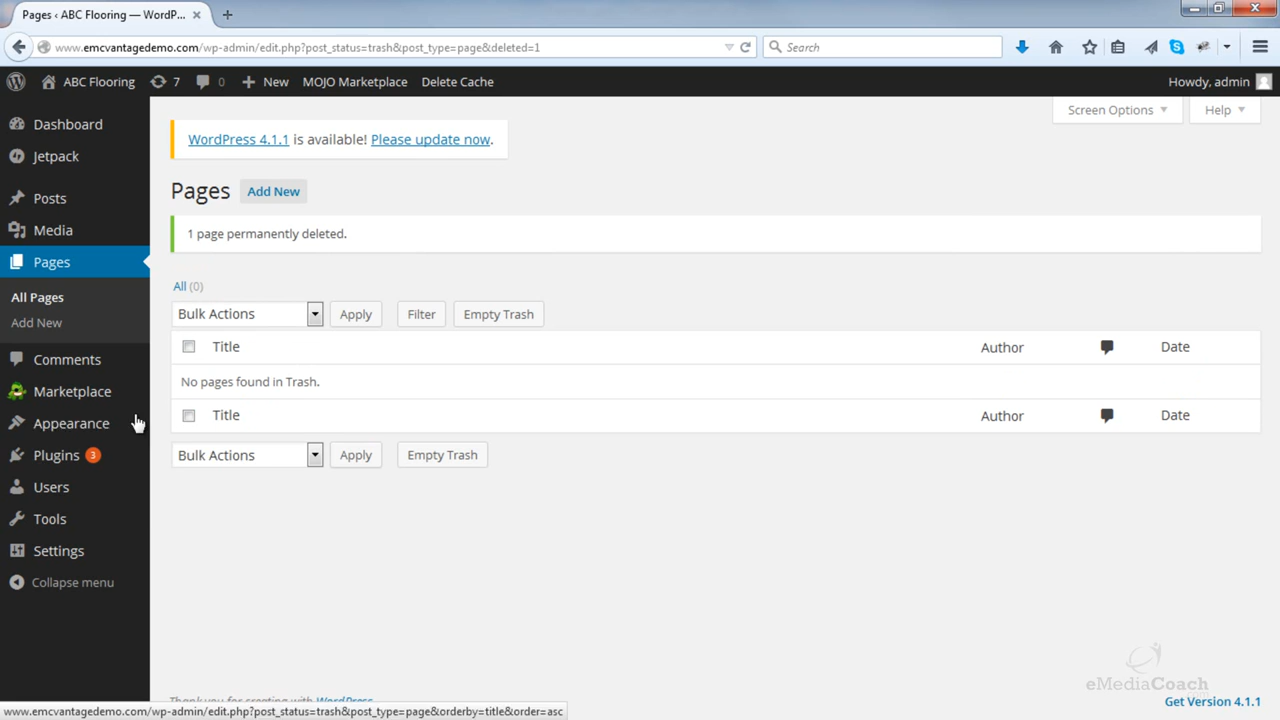 Pages ‹ ABC Flooring — WordP...
www.emcvantagedemo.com/wp-admin/edit.php?post_status=trash&post_type=page&deleted=1
Search
ABC Flooring 7 0 New MOJO Marketplace Delete Cache Howdy, admin
Screen Options Help
Dashboard
Jetpack
Posts
Media
Pages
All Pages
Add New
Comments
Marketplace
Appearance
Plugins 3
Users
Tools
Settings
Collapse menu
WordPress 4.1.1 is available! Please update now.
Pages Add New
1 page permanently deleted.
All (0)
Bulk Actions Apply Filter Empty Trash
Title Author Date
No pages found in Trash.
Title Author Date
Bulk Actions Apply Empty Trash
eMediaCoach
Thank you for creating with WordPress
Get Version 4.1.1
www.emcvantagedemo.com/wp-admin/edit.php?post_status=trash&post_type=page&orderby=title&order=asc